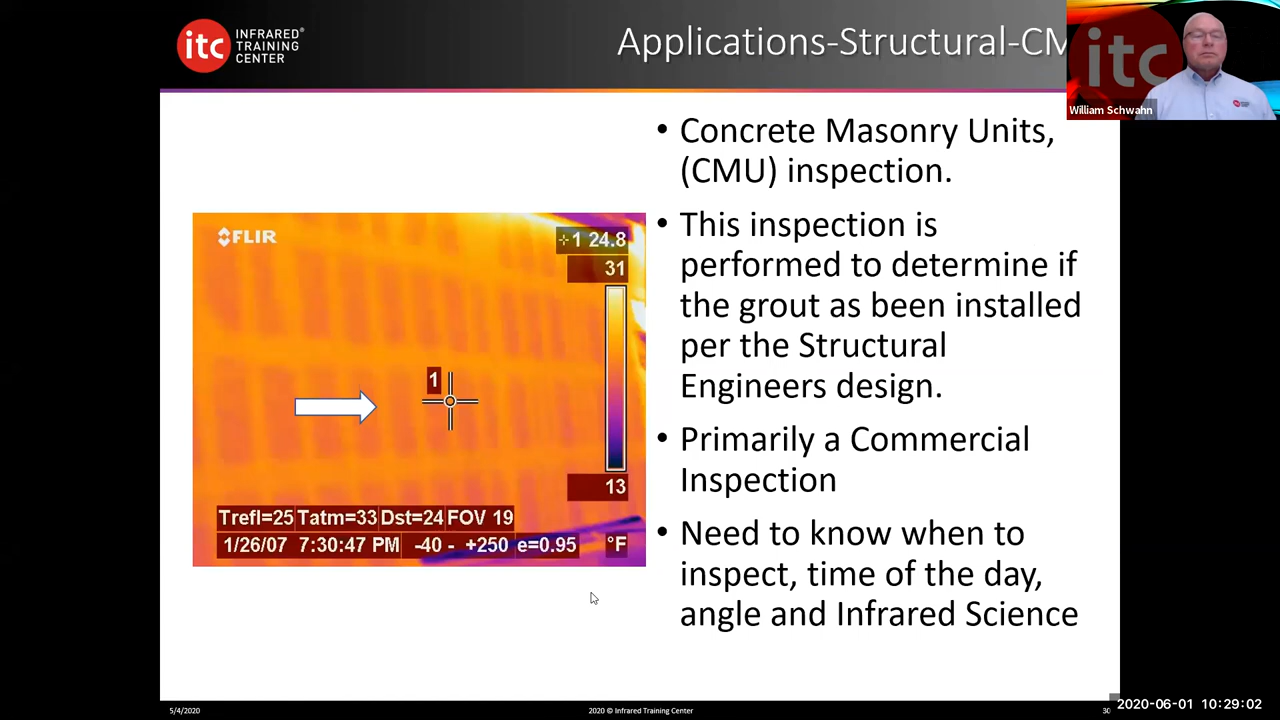 itc
INFRARED
TRAINING
CENTER
Applications-Structural-CM
itc
William Schwahn
• Concrete Masonry Units,
(CMU) inspection.
• This inspection is
performed to determine if
the grout as been installed
per the Structural
Engineers design.
• Primarily a Commercial
Inspection
• Need to know when to
inspect, time of the day,
angle and Infrared Science
FLIR
1 24.8
31
1
13
Trefl=25 Tatm=33 Dst=24 FOV 19
1/26/07 7:30:47 PM -40 - +250 e=0.95 °F
5/4/2020
2020 © Infrared Training Center
30
2020-06-01 10:29:02